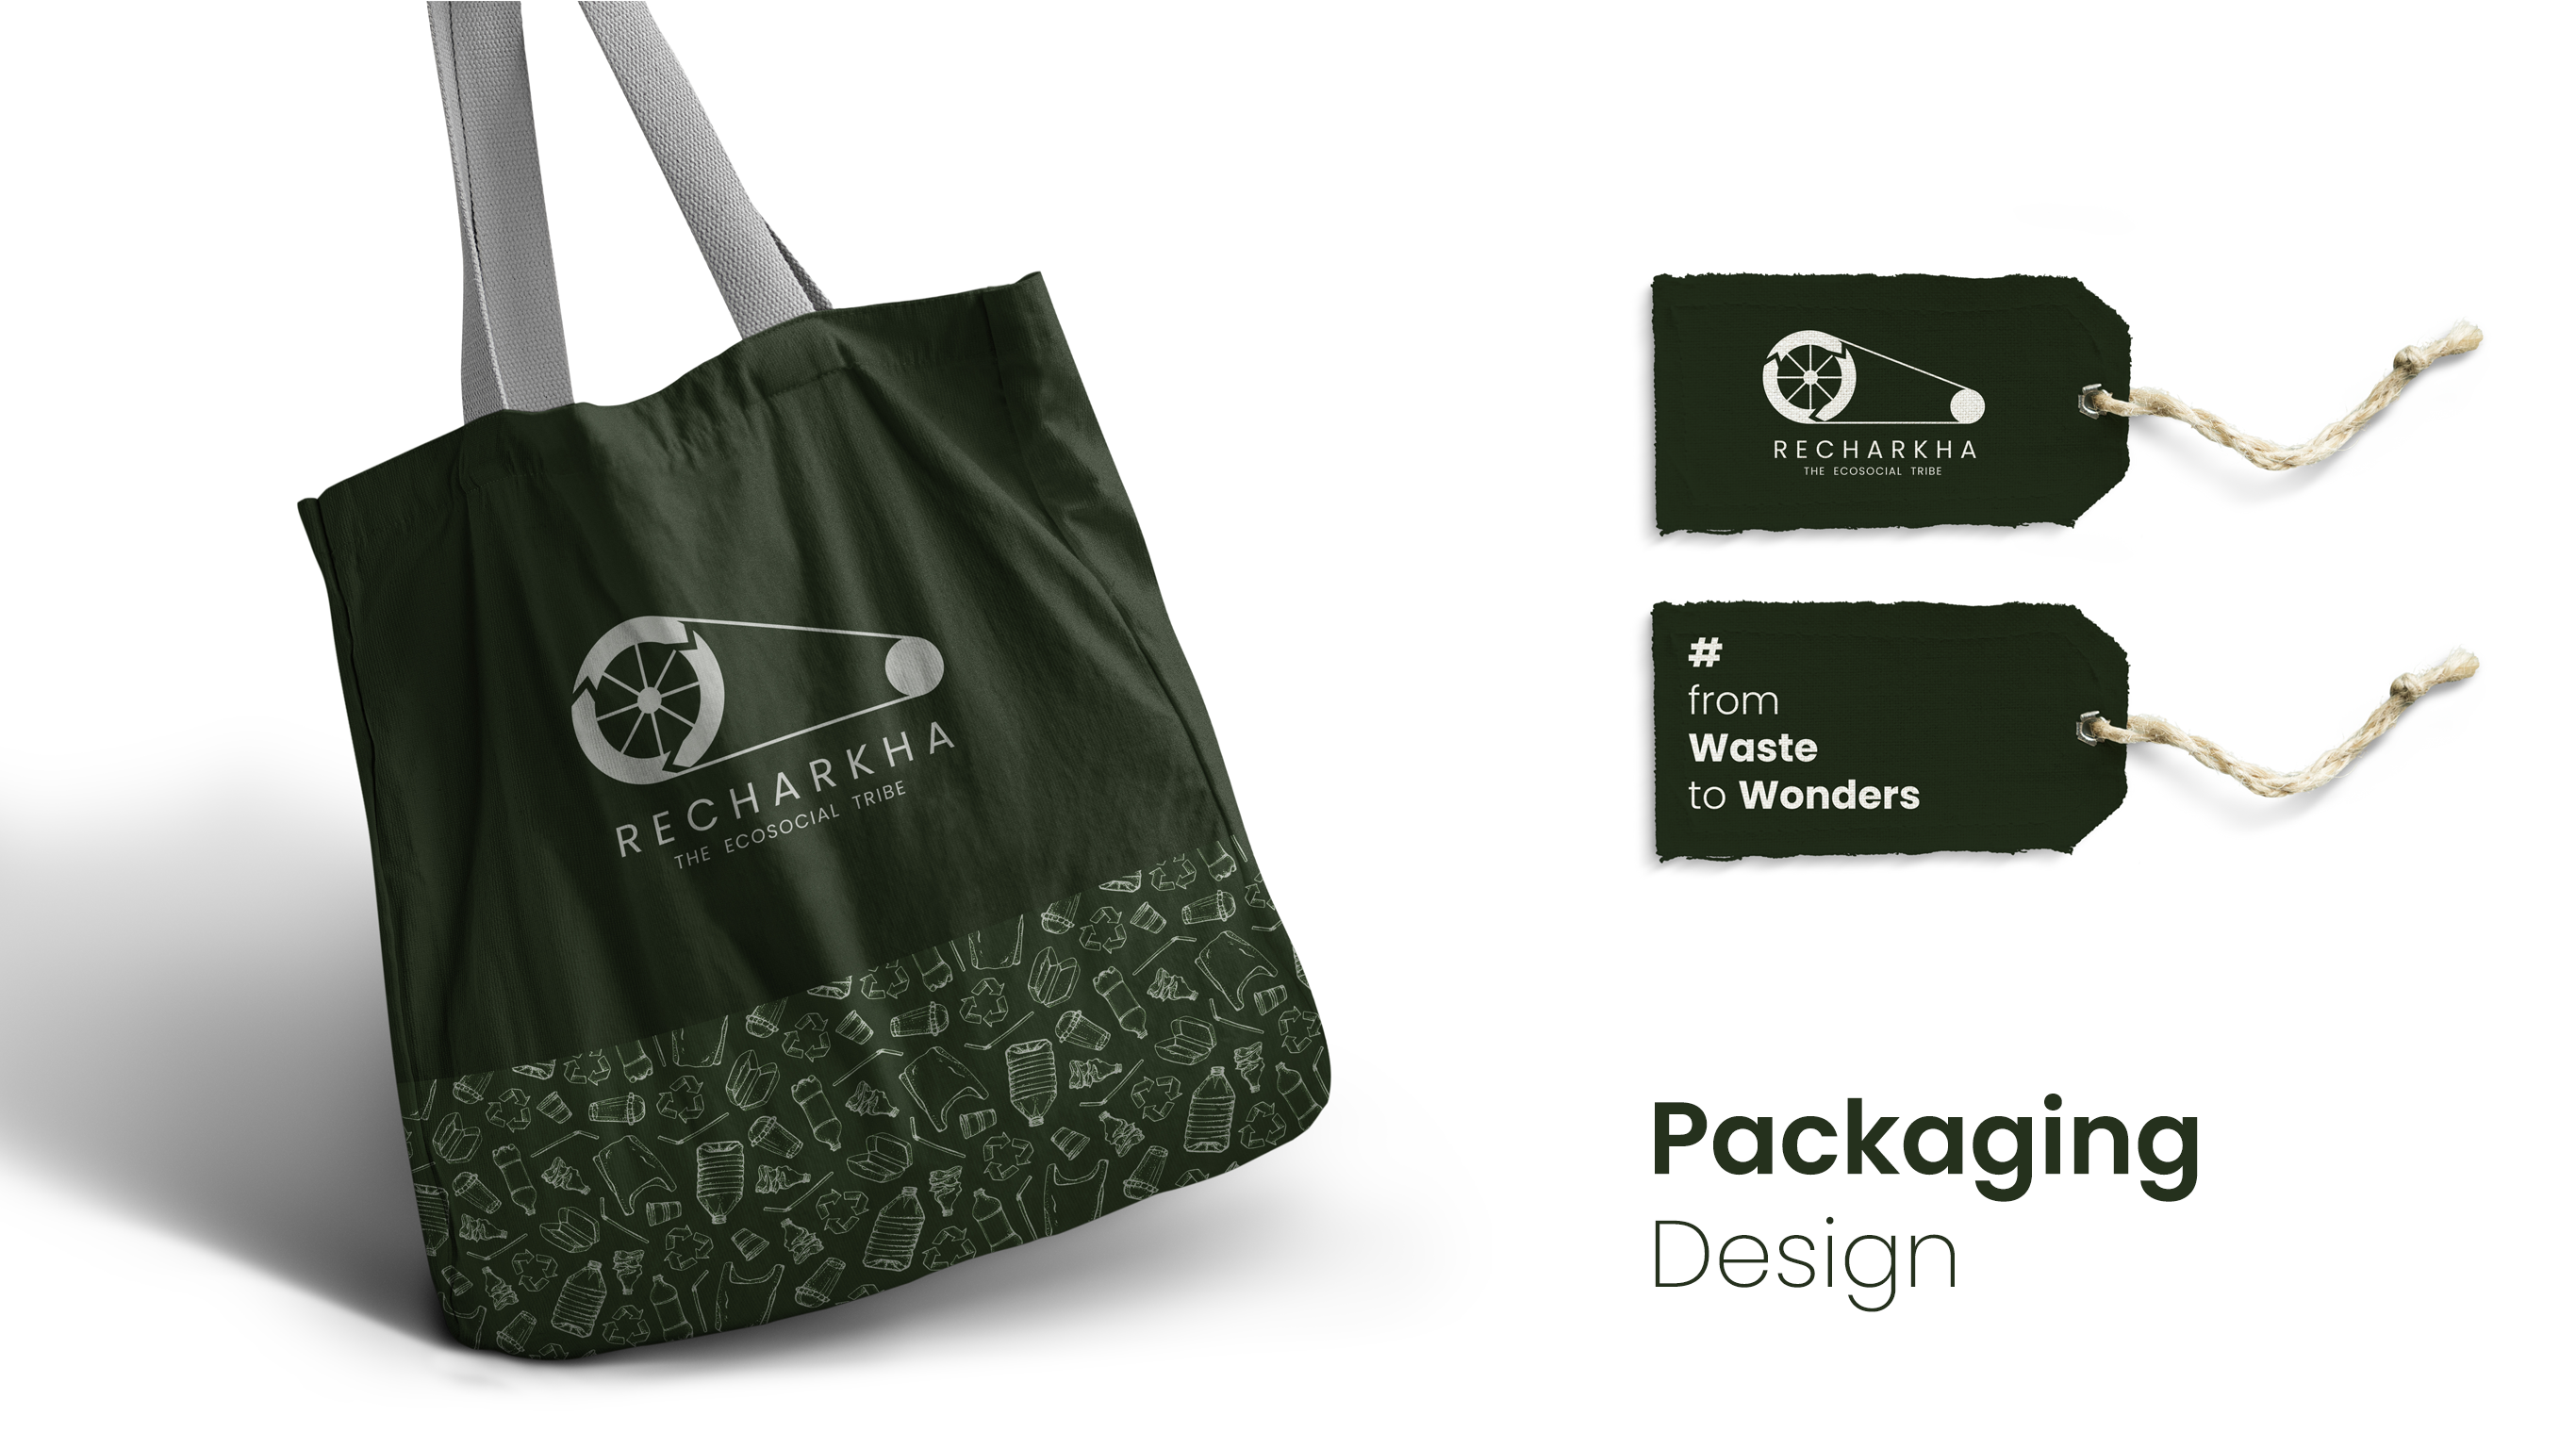 RECHARKHA
THE ECOSOCIAL TRIBE
RECHARKHA
THE ECOSOCIAL TRIBE
#
from
Waste
to Wonders
Packaging
Design